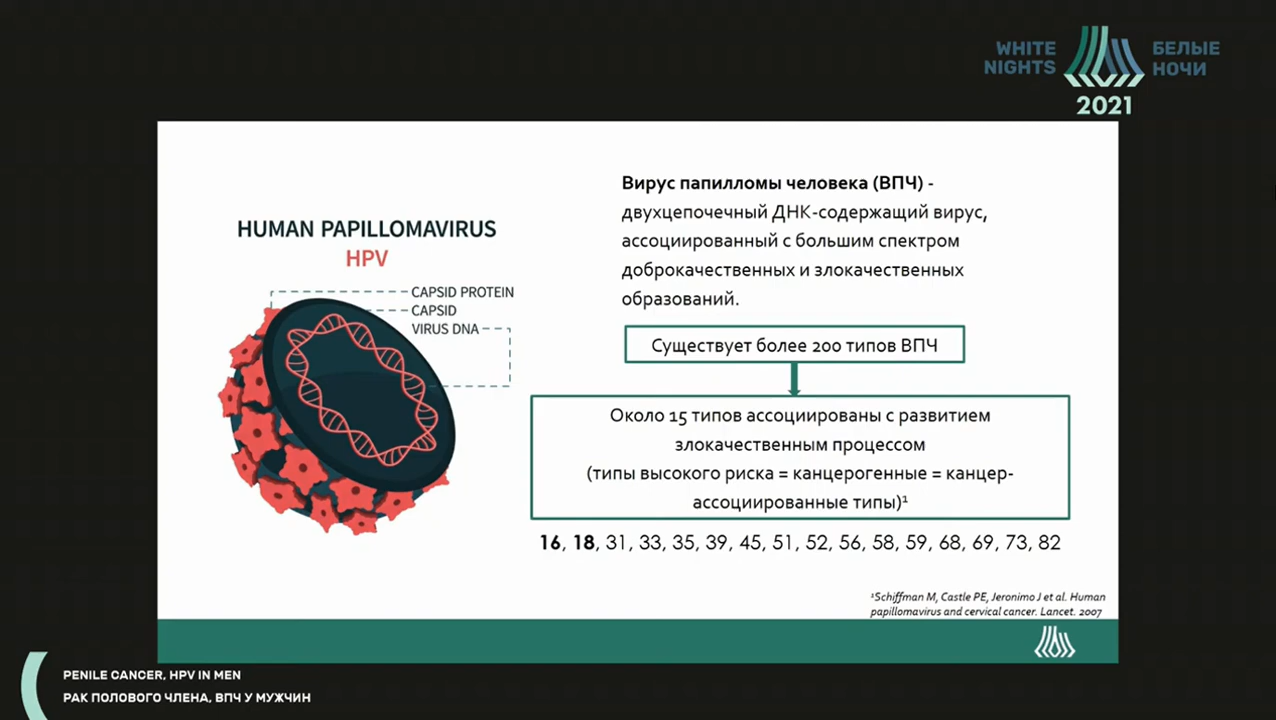 WHITE NIGHTS
БЕЛЫЕ НОЧИ
2021
HUMAN PAPILLOMAVIRUS
HPV
CAPSID PROTEIN
CAPSID
VIRUS DNA
Вирус папилломы человека (ВПЧ) -
двухцепочечный ДНК-содержащий вирус,
ассоциированный с большим спектром
доброкачественных и злокачественных
образований.
Существует более 200 типов ВПЧ
Около 15 типов ассоциированы с развитием
злокачественным процессом
(типы высокого риска = канцерогенные = канцер-
ассоциированные типы)¹
16, 18, 31, 33, 35, 39, 45, 51, 52, 56, 58, 59, 68, 69, 73, 82
¹Schiffman M, Castle PE, Jeronimo J et al. Human
papillomavirus and cervical cancer. Lancet. 2007
PENILE CANCER, HPV IN MEN
РАК ПОЛОВОГО ЧЛЕНА, ВПЧ У МУЖЧИН